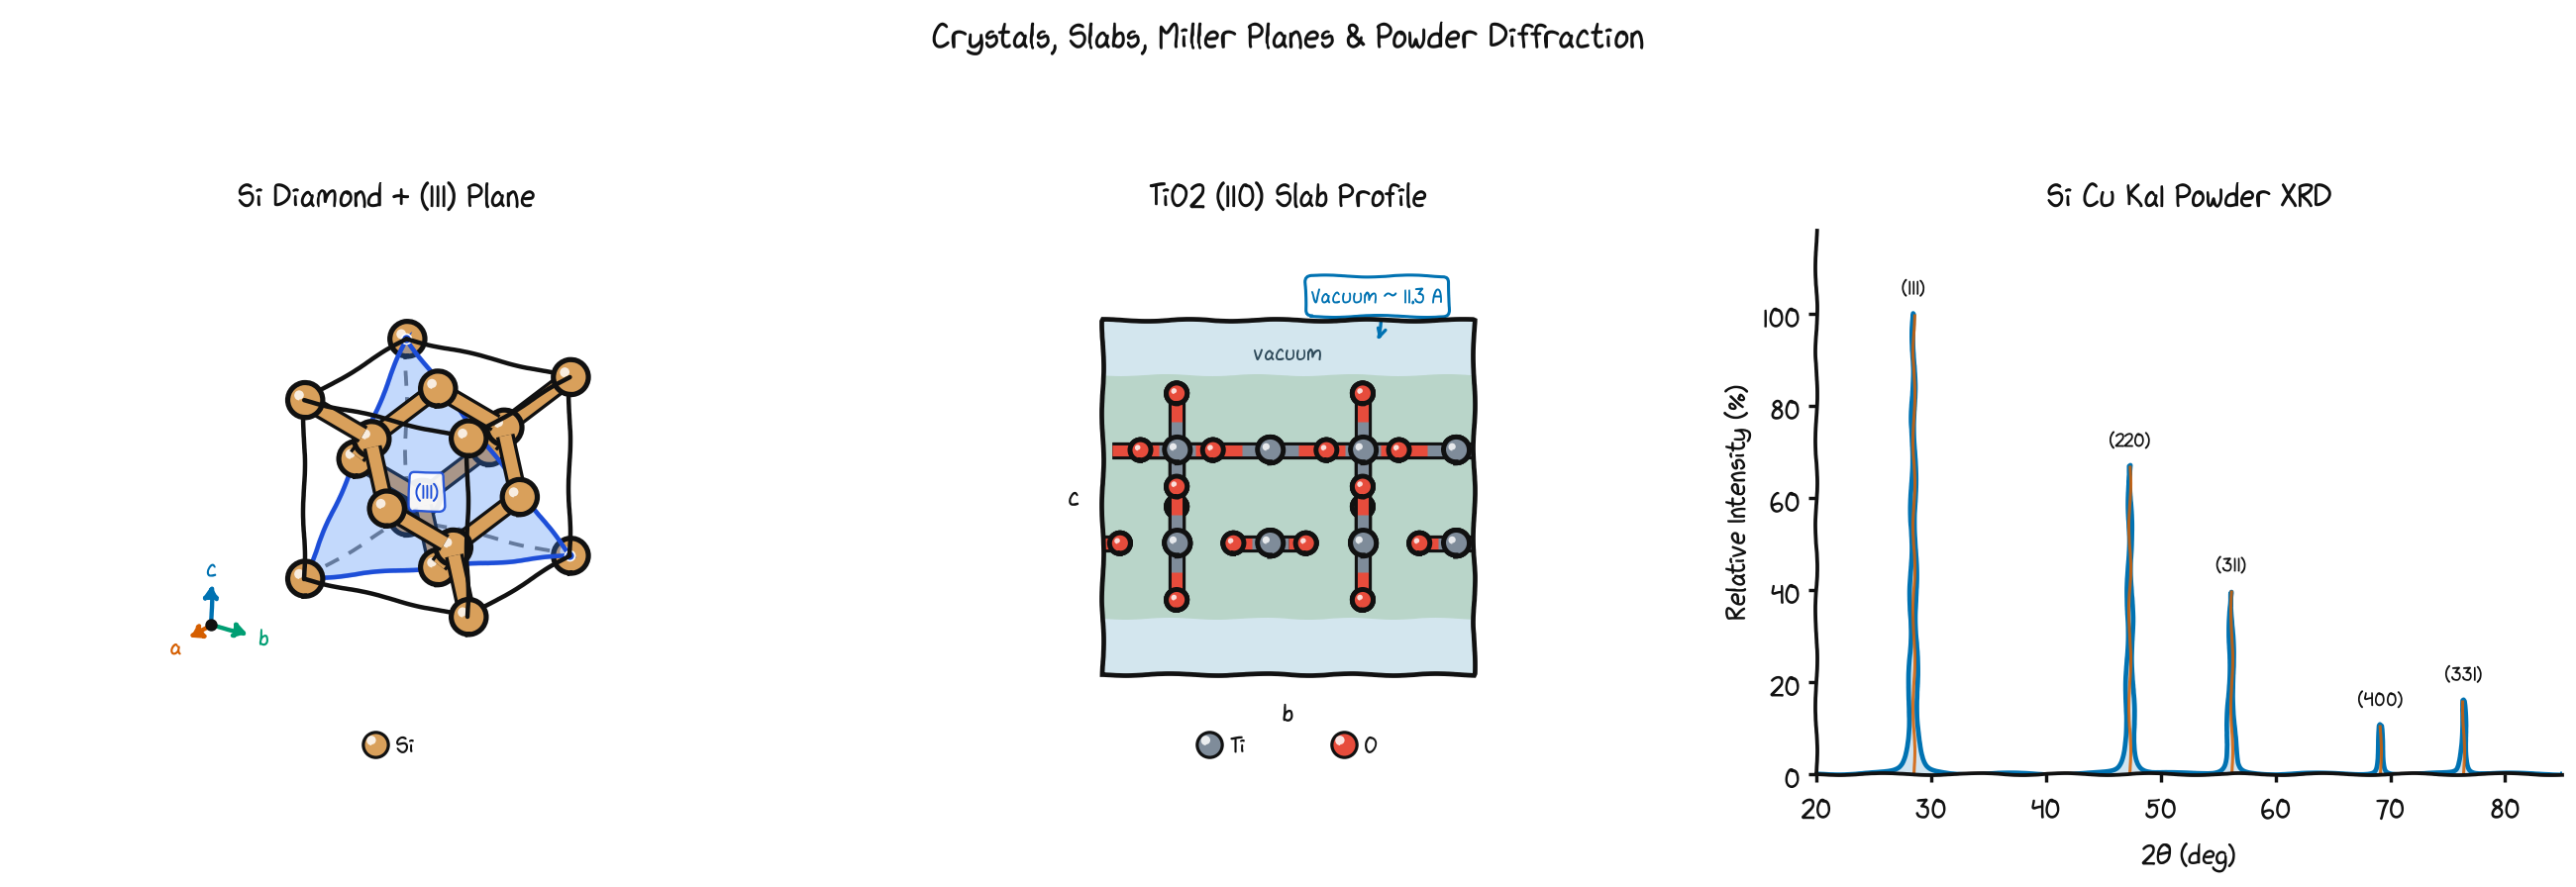 Crystals, Slabs, Miller Planes & Powder Diffraction
Si Diamond + (111) Plane
(111)
c
a
b
Si
TiO2 (110) Slab Profile
Vacuum ~ 11.3 A
vacuum
c
b
Ti
O
Si Cu Ka1 Powder XRD
Relative Intensity (%)
100
80
60
40
20
0
(111)
(220)
(311)
(400)
(331)
20
30
40
50
60
70
80
2θ (deg)